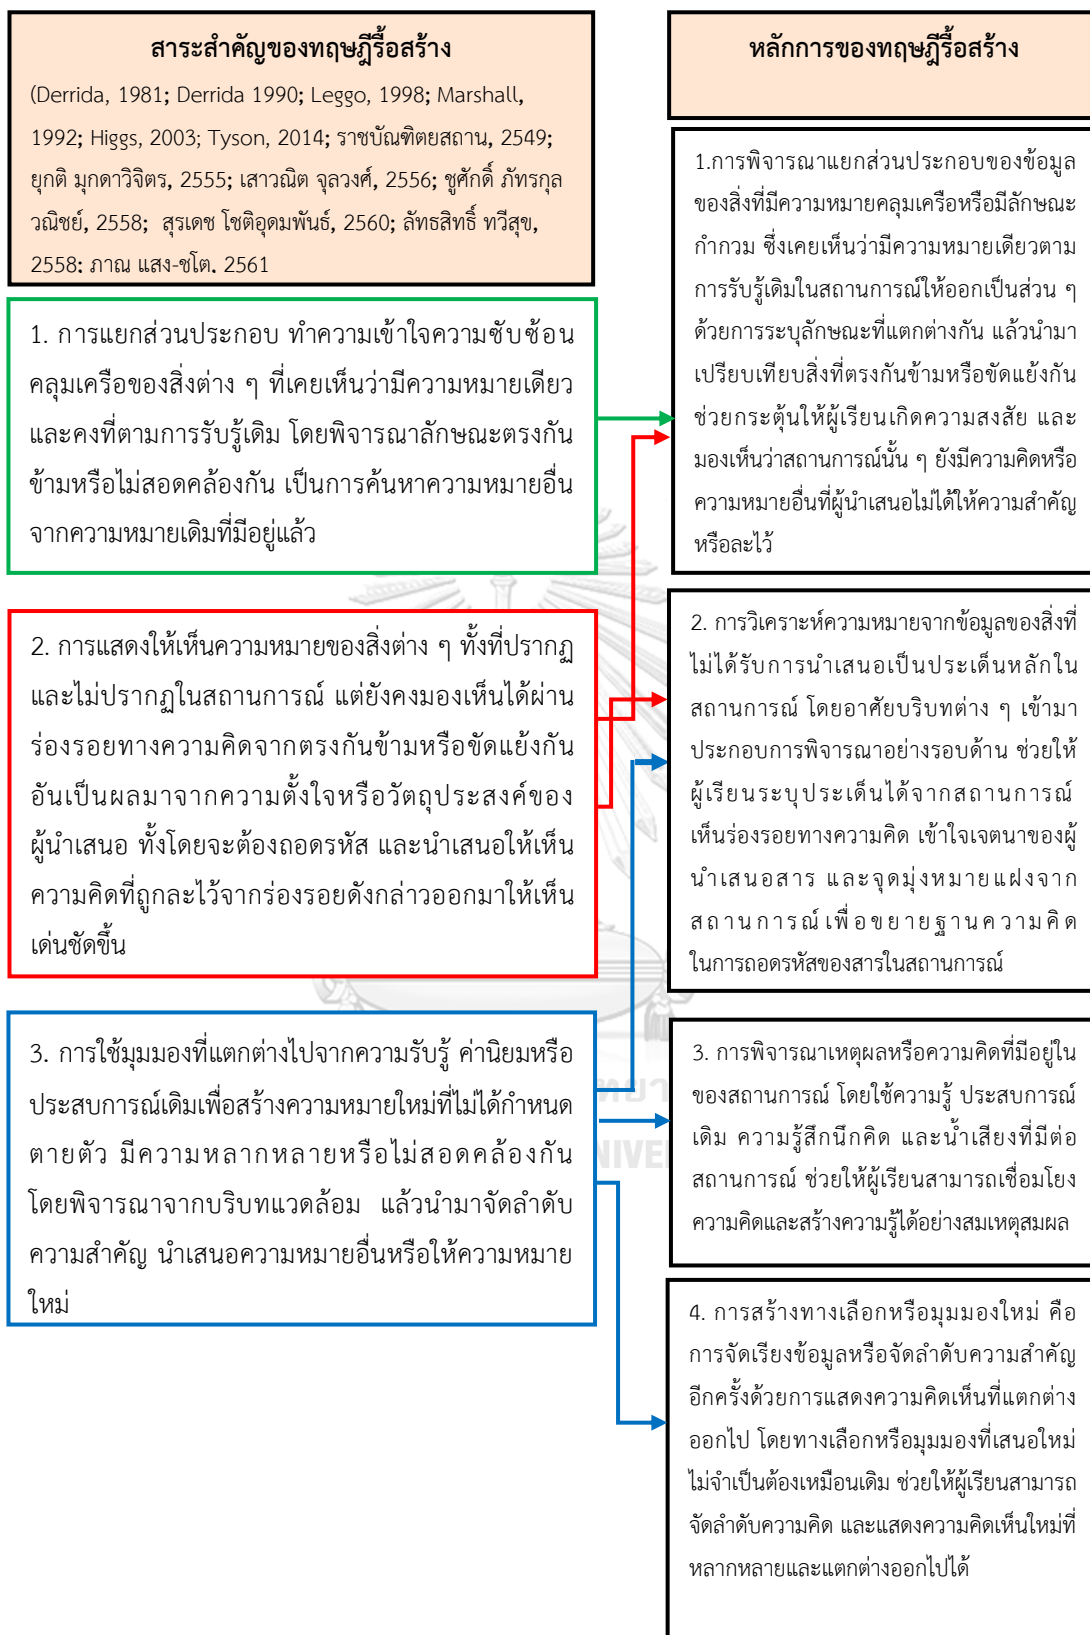 สาระสำคัญของทฤษฎีรื้อสร้าง
(Derrida, 1981; Derrida 1990; Leggo, 1998; Marshall,
1992; Higgs, 2003; Tyson, 2014; ราชบัณฑิตยสถาน, 2549;
ยุกติ มุกดาวิจิตร, 2555; เสาวณิต จุลวงศ์, 2556; ชูศักดิ์ ภัทรกุล
วณิชย์, 2558; สุรเดช โชติอุดมพันธ์, 2560; ลัทธสิทธิ์ ทวีสุข,
2558; ภาณ แสง-ชโต, 2561
1. การแยกส่วนประกอบ ทำความเข้าใจความซับซ้อน
คลุมเครือของสิ่งต่าง ๆ ที่เคยเห็นว่ามีความหมายเดียว
และคงที่ตามการรับรู้เดิม โดยพิจารณาลักษณะตรงกัน
ข้ามหรือไม่สอดคล้องกัน เป็นการค้นหาความหมายอื่น
จากความหมายเดิมที่มีอยู่แล้ว
2. การแสดงให้เห็นความหมายของสิ่งต่าง ๆ ทั้งที่ปรากฏ
และไม่ปรากฏในสถานการณ์ แต่ยังคงมองเห็นได้ผ่าน
ร่องรอยทางความคิดจากตรงกันข้ามหรือขัดแย้งกัน
อันเป็นผลมาจากความตั้งใจหรือวัตถุประสงค์ของ
ผู้นำเสนอ ทั้งโดยจะต้องถอดรหัส และนำเสนอให้เห็น
ความคิดที่ถูกละไว้จากร่องรอยดังกล่าวออกมาให้เห็น
เด่นชัดขึ้น
3. การใช้มุมมองที่แตกต่างไปจากความรับรู้ ค่านิยมหรือ
ประสบการณ์เดิมเพื่อสร้างความหมายใหม่ที่ไม่ได้กำหนด
ตายตัว มีความหลากหลายหรือไม่สอดคล้องกัน
โดยพิจารณาจากบริบทแวดล้อม แล้วนำมาจัดลำดับ
ความสำคัญ นำเสนอความหมายอื่นหรือให้ความหมาย
ใหม่
หลักการของทฤษฎีรื้อสร้าง
1.การพิจารณาแยกส่วนประกอบของข้อมูล
ของสิ่งที่มีความหมายคลุมเครือหรือมีลักษณะ
กำกวม ซึ่งเคยเห็นว่ามีความหมายเดียวตาม
การรับรู้เดิมในสถานการณ์ให้ออกเป็นส่วน ๆ
ด้วยการระบุลักษณะที่แตกต่างกัน แล้วนำมา
เปรียบเทียบสิ่งที่ตรงกันข้ามหรือขัดแย้งกัน
ช่วยกระตุ้นให้ผู้เรียนเกิดความสงสัย และ
มองเห็นว่าสถานการณ์นั้น ๆ ยังมีความคิดหรือ
ความหมายอื่นที่ผู้นำเสนอไม่ได้ให้ความสำคัญ
หรือละไว้
2. การวิเคราะห์ความหมายจากข้อมูลของสิ่งที่
ไม่ได้รับการนำเสนอเป็นประเด็นหลักใน
สถานการณ์ โดยอาศัยบริบทต่าง ๆ เข้ามา
ประกอบการพิจารณาอย่างรอบด้าน ช่วยให้
ผู้เรียนระบุประเด็นได้จากสถานการณ์
เห็นร่องรอยทางความคิด เข้าใจเจตนาของผู้
นำเสนอสาร และจุดมุ่งหมายแฝงจาก
สถานการณ์เพื่อขยายฐานความคิด
ในการถอดรหัสของสารในสถานการณ์
3. การพิจารณาเหตุผลหรือความคิดที่มีอยู่ใน
ของสถานการณ์ โดยใช้ความรู้ ประสบการณ์
เดิม ความรู้สึกนึกคิด และน้ำเสียงที่มีต่อ
สถานการณ์ ช่วยให้ผู้เรียนสามารถเชื่อมโยง
ความคิดและสร้างความรู้ได้อย่างสมเหตุสมผล
4. การสร้างทางเลือกหรือมุมมองใหม่ คือ
การจัดเรียงข้อมูลหรือจัดลำดับความสำคัญ
อีกครั้งด้วยการแสดงความคิดเห็นที่แตกต่าง
ออกไป โดยทางเลือกหรือมุมมองที่เสนอใหม่
ไม่จำเป็นต้องเหมือนเดิม ช่วยให้ผู้เรียนสามารถ
จัดลำดับความคิด และแสดงความคิดเห็นใหม่ที่
หลากหลายและแตกต่างออกไปได้